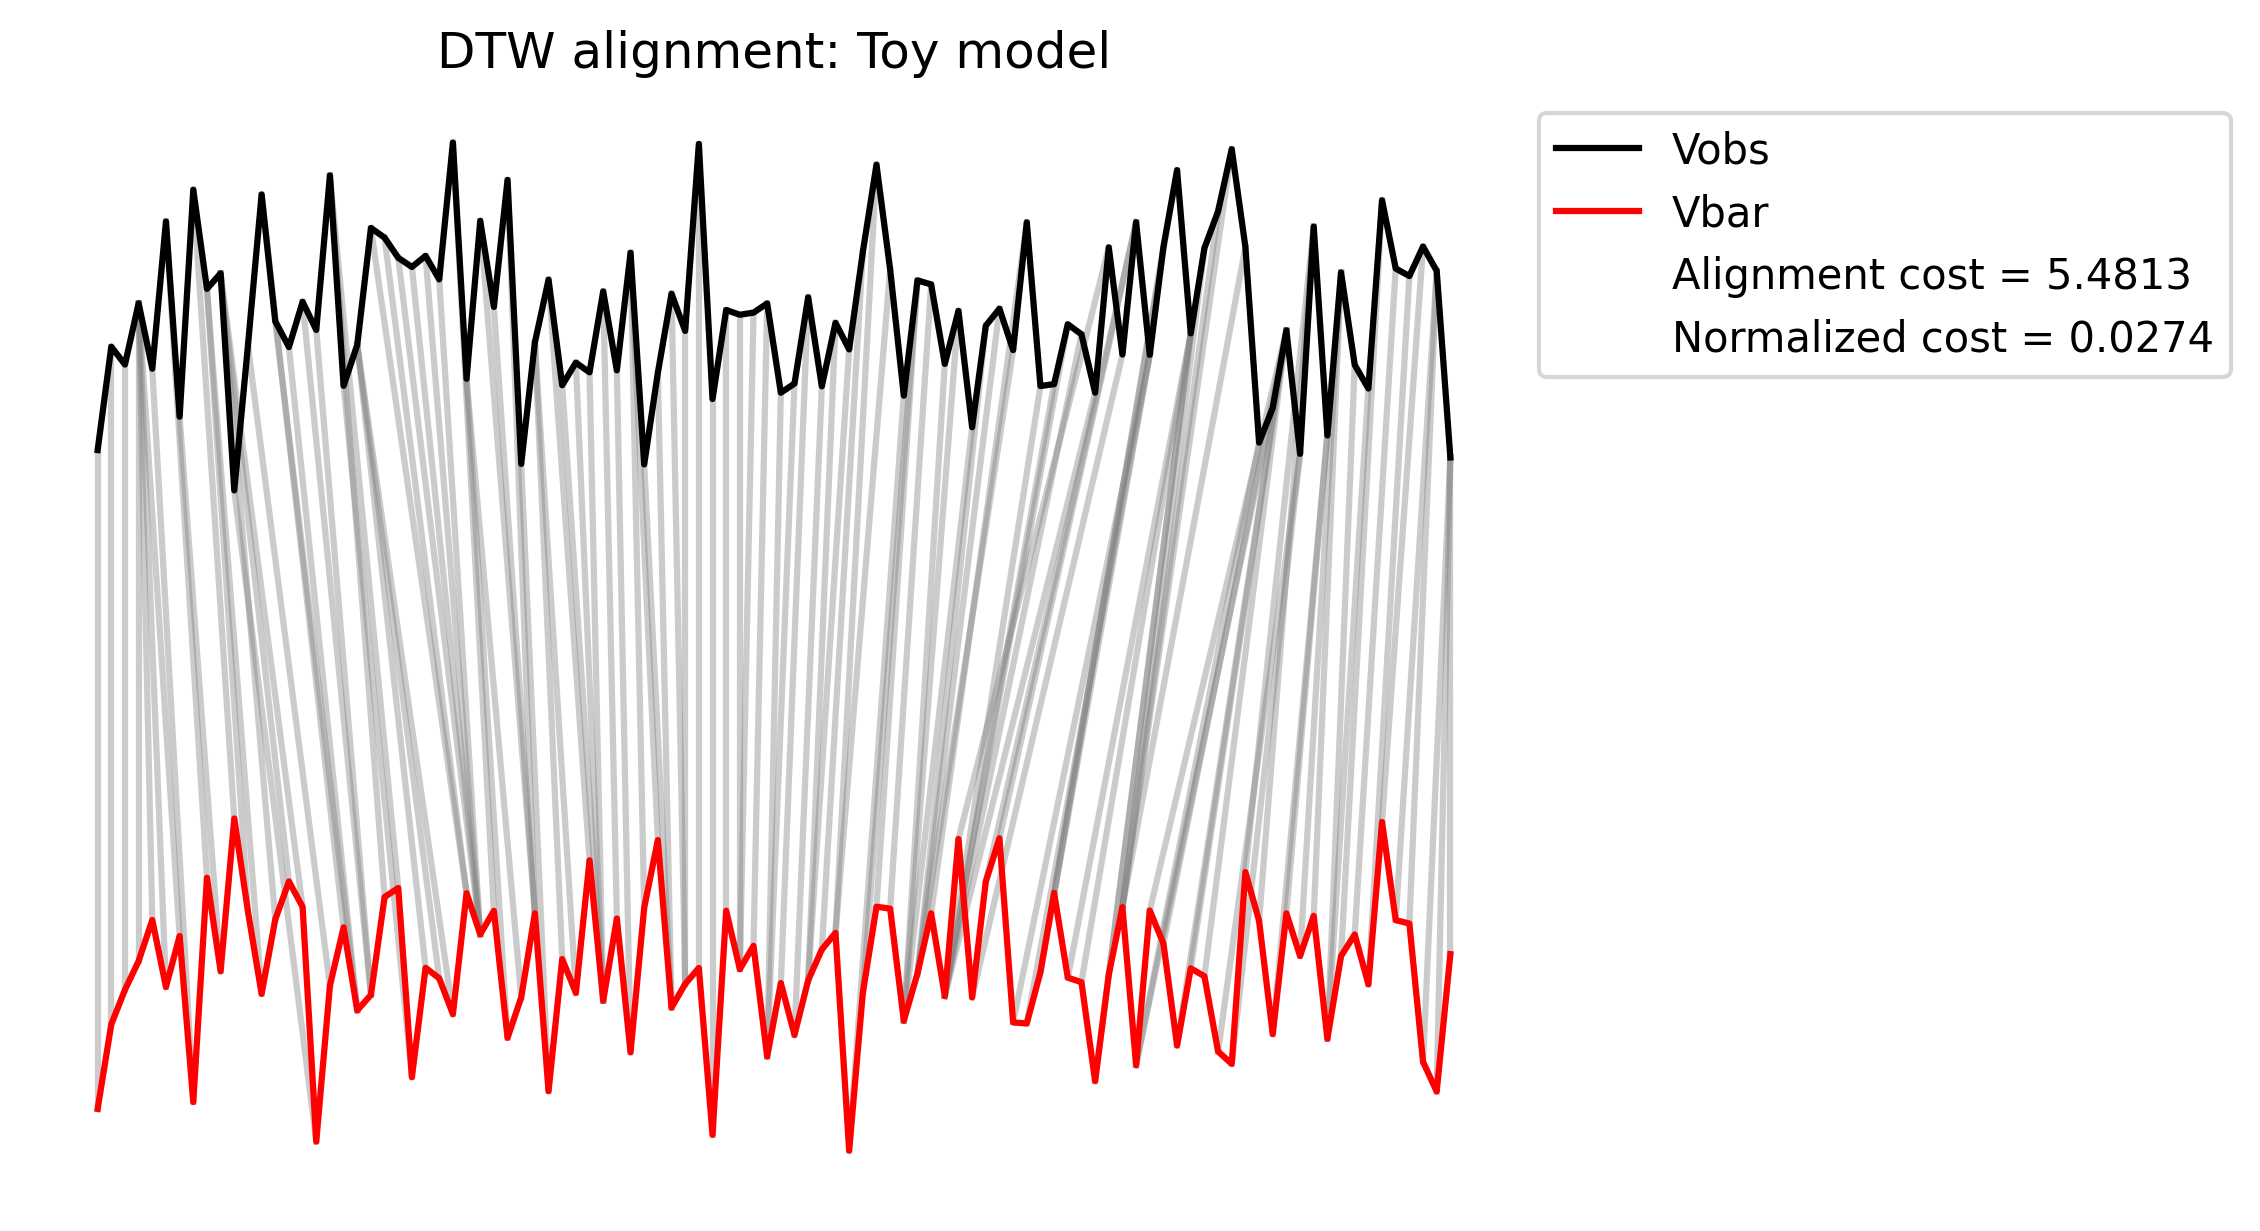 DTW alignment: Toy model
Vobs
Vbar
Alignment cost = 5.4813
Normalized cost = 0.0274